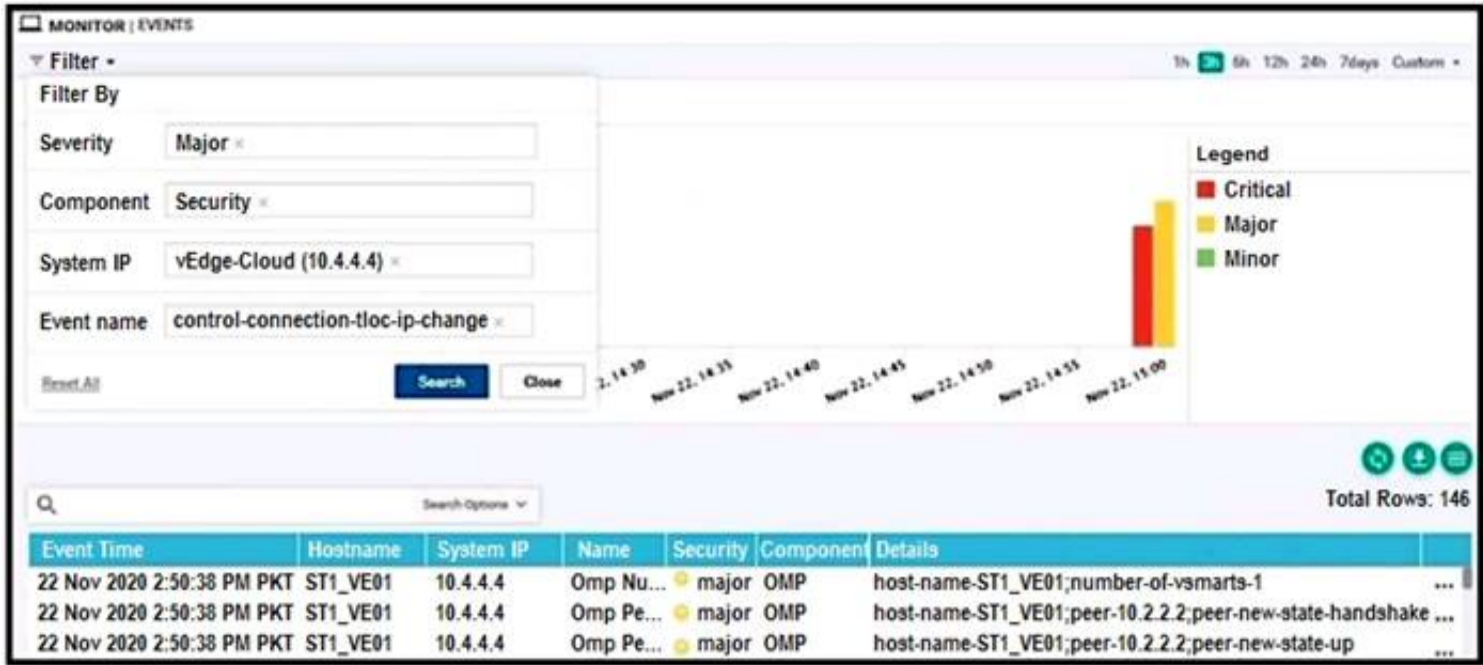 MONITOR | EVENTS
Filter
1h 3h 6h 12h 24h 7days Custom
Filter By
Severity Major ×
Component Security ×
System IP vEdge-Cloud (10.4.4.4) ×
Event name control-connection-tloc-ip-change ×
Reset All Search Close
Legend
Critical
Major
Minor
2, 14:30 Nov 22, 14:35 Nov 22, 14:40 Nov 22, 14:45 Nov 22, 14:50 Nov 22, 14:55 Nov 22, 15:00
Search Options
Total Rows: 146
Event Time Hostname System IP Name Security Component Details
22 Nov 2020 2:50:38 PM PKT ST1_VE01 10.4.4.4 Omp Nu... major OMP host-name-ST1_VE01;number-of-vsmarts-1 ...
22 Nov 2020 2:50:38 PM PKT ST1_VE01 10.4.4.4 Omp Pe... major OMP host-name-ST1_VE01;peer-10.2.2.2;peer-new-state-handshake ...
22 Nov 2020 2:50:38 PM PKT ST1_VE01 10.4.4.4 Omp Pe... major OMP host-name-ST1_VE01;peer-10.2.2.2;peer-new-state-up ...